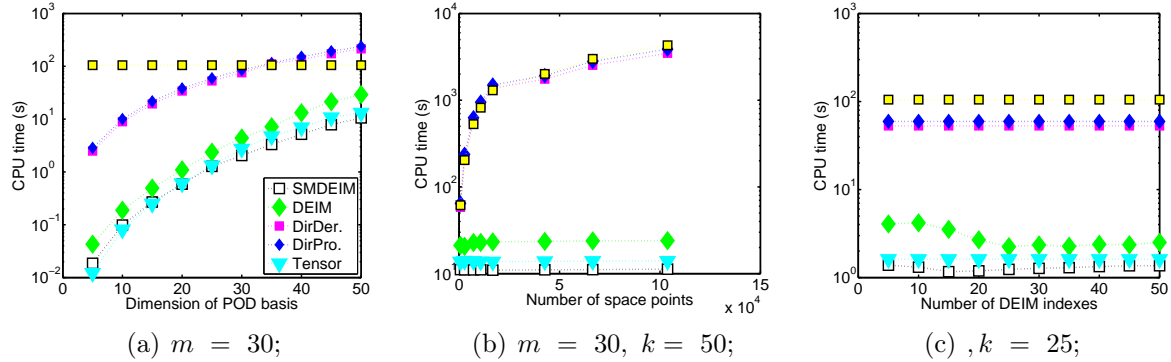 10^3
10^2
10^1
10^0
10^{-1}
10^{-2}
CPU time (s)
0 10 20 30 40 50
Dimension of POD basis
SMDEIM
DEIM
DirDer.
DirPro.
Tensor
(a) m = 30;
10^4
10^3
10^2
10
CPU time (s)
0 5 10 15
x 10^4
Number of space points
(b) m = 30, k = 50;
10^3
10^2
10^1
10^0
CPU time (s)
0 10 20 30 40 50
Number of DEIM indexes
(c) , k = 25;